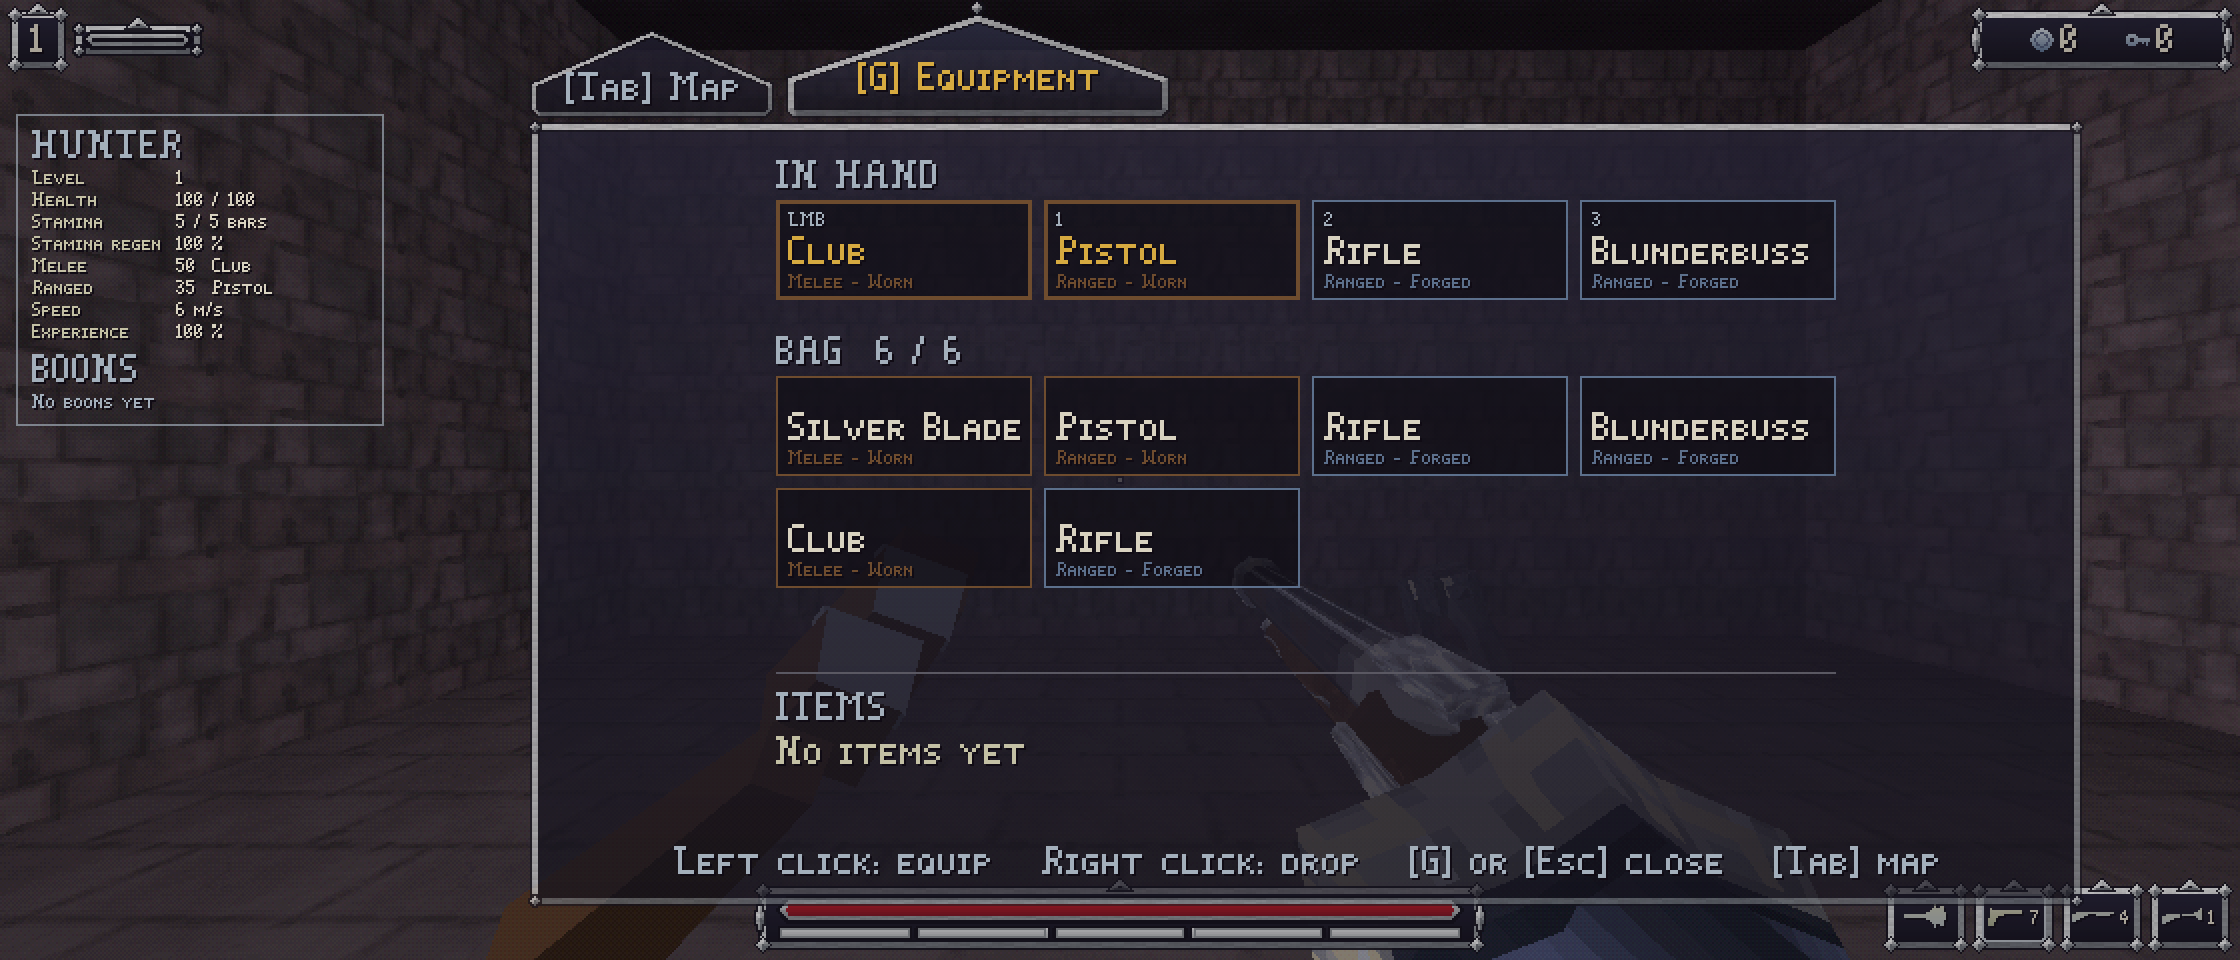 1
0 0
[Tab] Map [G] Equipment
HUNTER
Level 1
Health 100 / 100
Stamina 5 / 5 bars
Stamina regen 100 %
Melee 50 Club
Ranged 35 Pistol
Speed 6 m/s
Experience 100 %
BOONS
No boons yet
IN HAND
LMB
Club
Melee - Worn
1
Pistol
Ranged - Worn
2
Rifle
Ranged - Forged
3
Blunderbuss
Ranged - Forged
BAG 6 / 6
Silver Blade
Melee - Worn
Pistol
Ranged - Worn
Rifle
Ranged - Forged
Blunderbuss
Ranged - Forged
Club
Melee - Worn
Rifle
Ranged - Forged
ITEMS
No items yet
Left click: equip Right click: drop [G] or [Esc] close [Tab] map
7 4 1